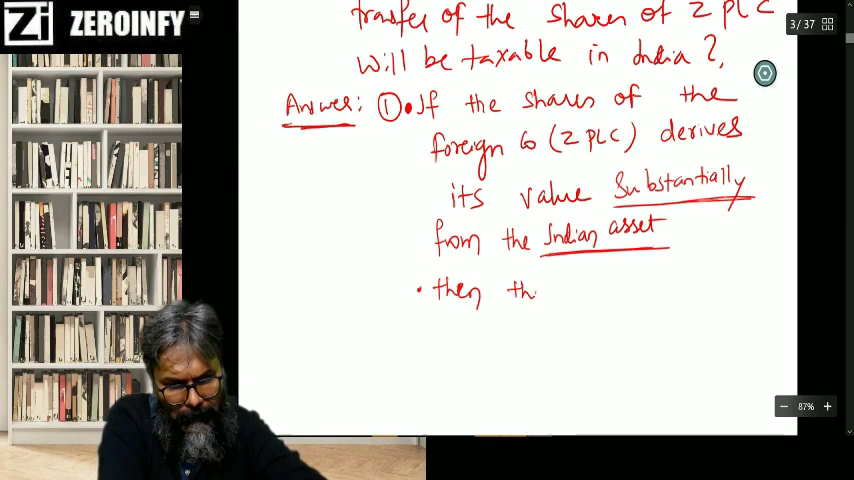 Zi ZEROINFY
3/37
transfer of the shares of Z PLC
will be taxable in India ?,
Answer: ① • If the shares of the
foreign Co (Z PLC) derives
its value Substantially
from the Indian asset
• then th
87%